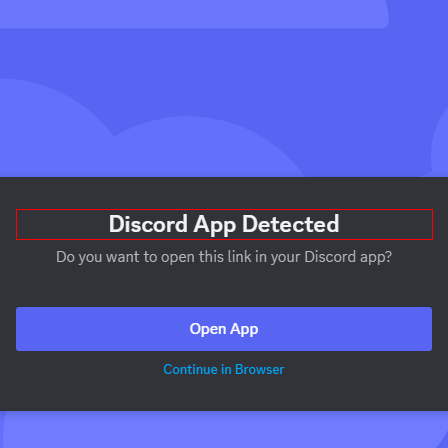 Discord App Detected
Do you want to open this link in your Discord app?
Open App
Continue in Browser